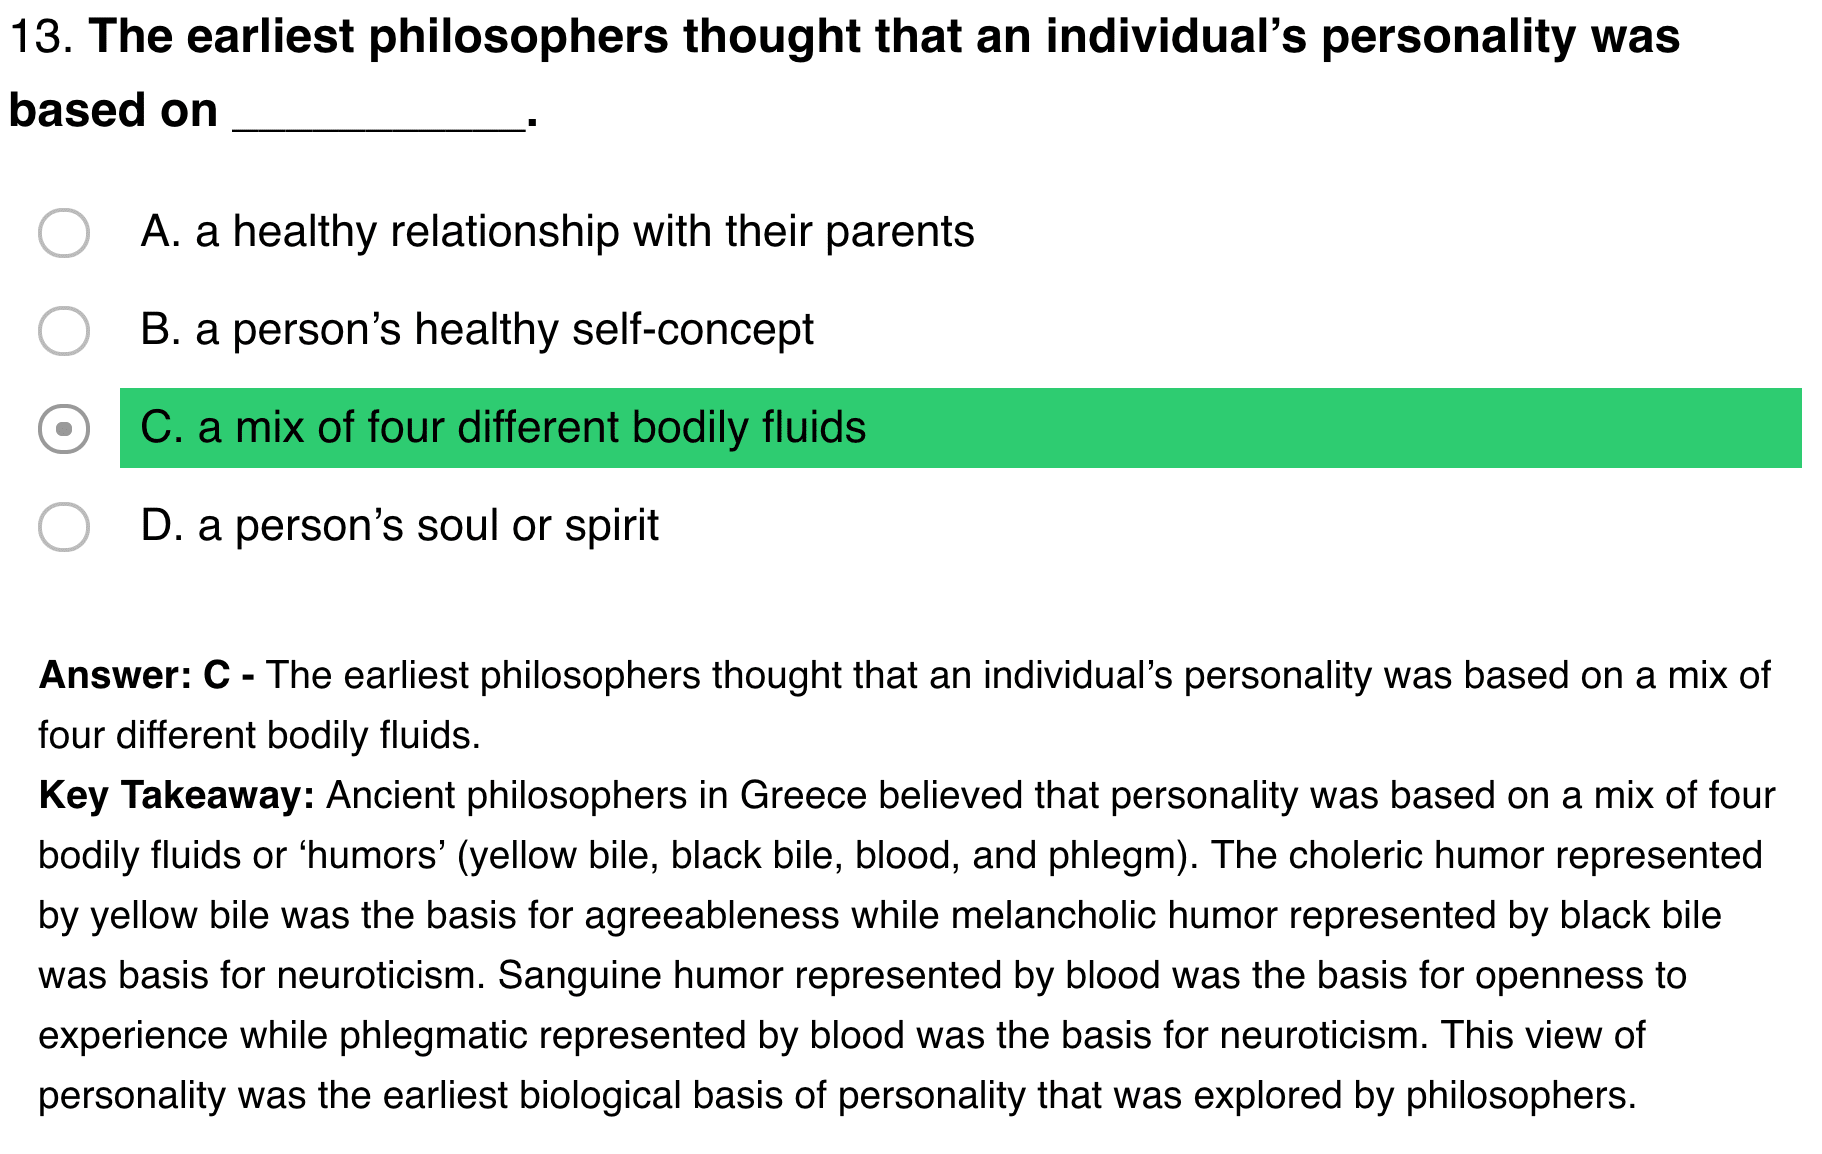 13. The earliest philosophers thought that an individual’s personality was
based on ___________.
A. a healthy relationship with their parents
B. a person’s healthy self-concept
C. a mix of four different bodily fluids
D. a person’s soul or spirit
Answer: C - The earliest philosophers thought that an individual’s personality was based on a mix of
four different bodily fluids.
Key Takeaway: Ancient philosophers in Greece believed that personality was based on a mix of four
bodily fluids or ‘humors’ (yellow bile, black bile, blood, and phlegm). The choleric humor represented
by yellow bile was the basis for agreeableness while melancholic humor represented by black bile
was basis for neuroticism. Sanguine humor represented by blood was the basis for openness to
experience while phlegmatic represented by blood was the basis for neuroticism. This view of
personality was the earliest biological basis of personality that was explored by philosophers.